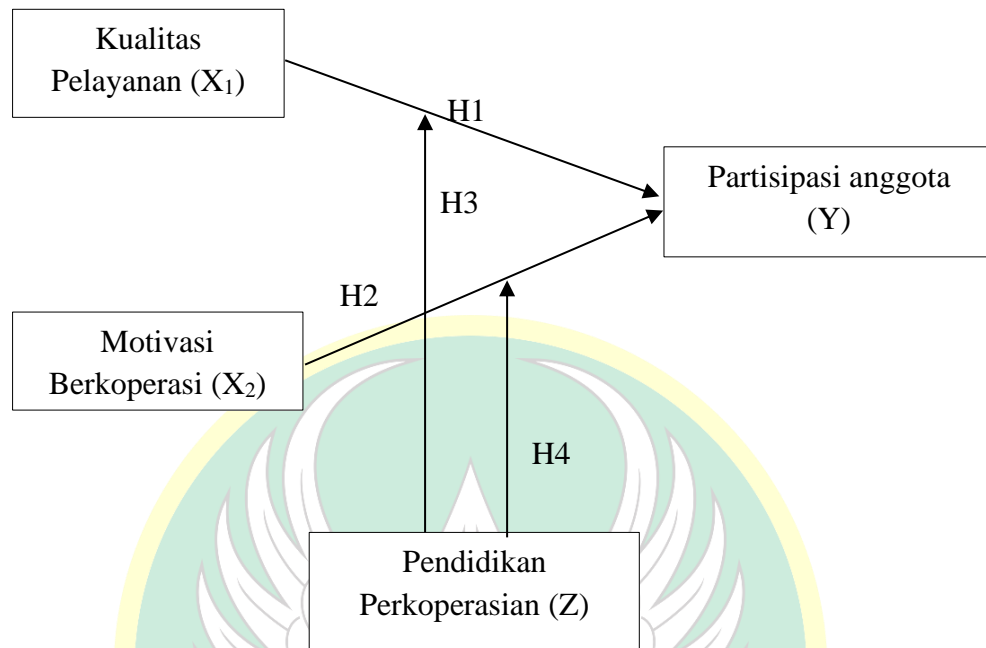 Kualitas
Pelayanan (X₁)
H1
Partisipasi anggota
(Y)
H3
H2
Motivasi
Berkoperasi (X₂)
H4
Pendidikan
Perkoperasian (Z)